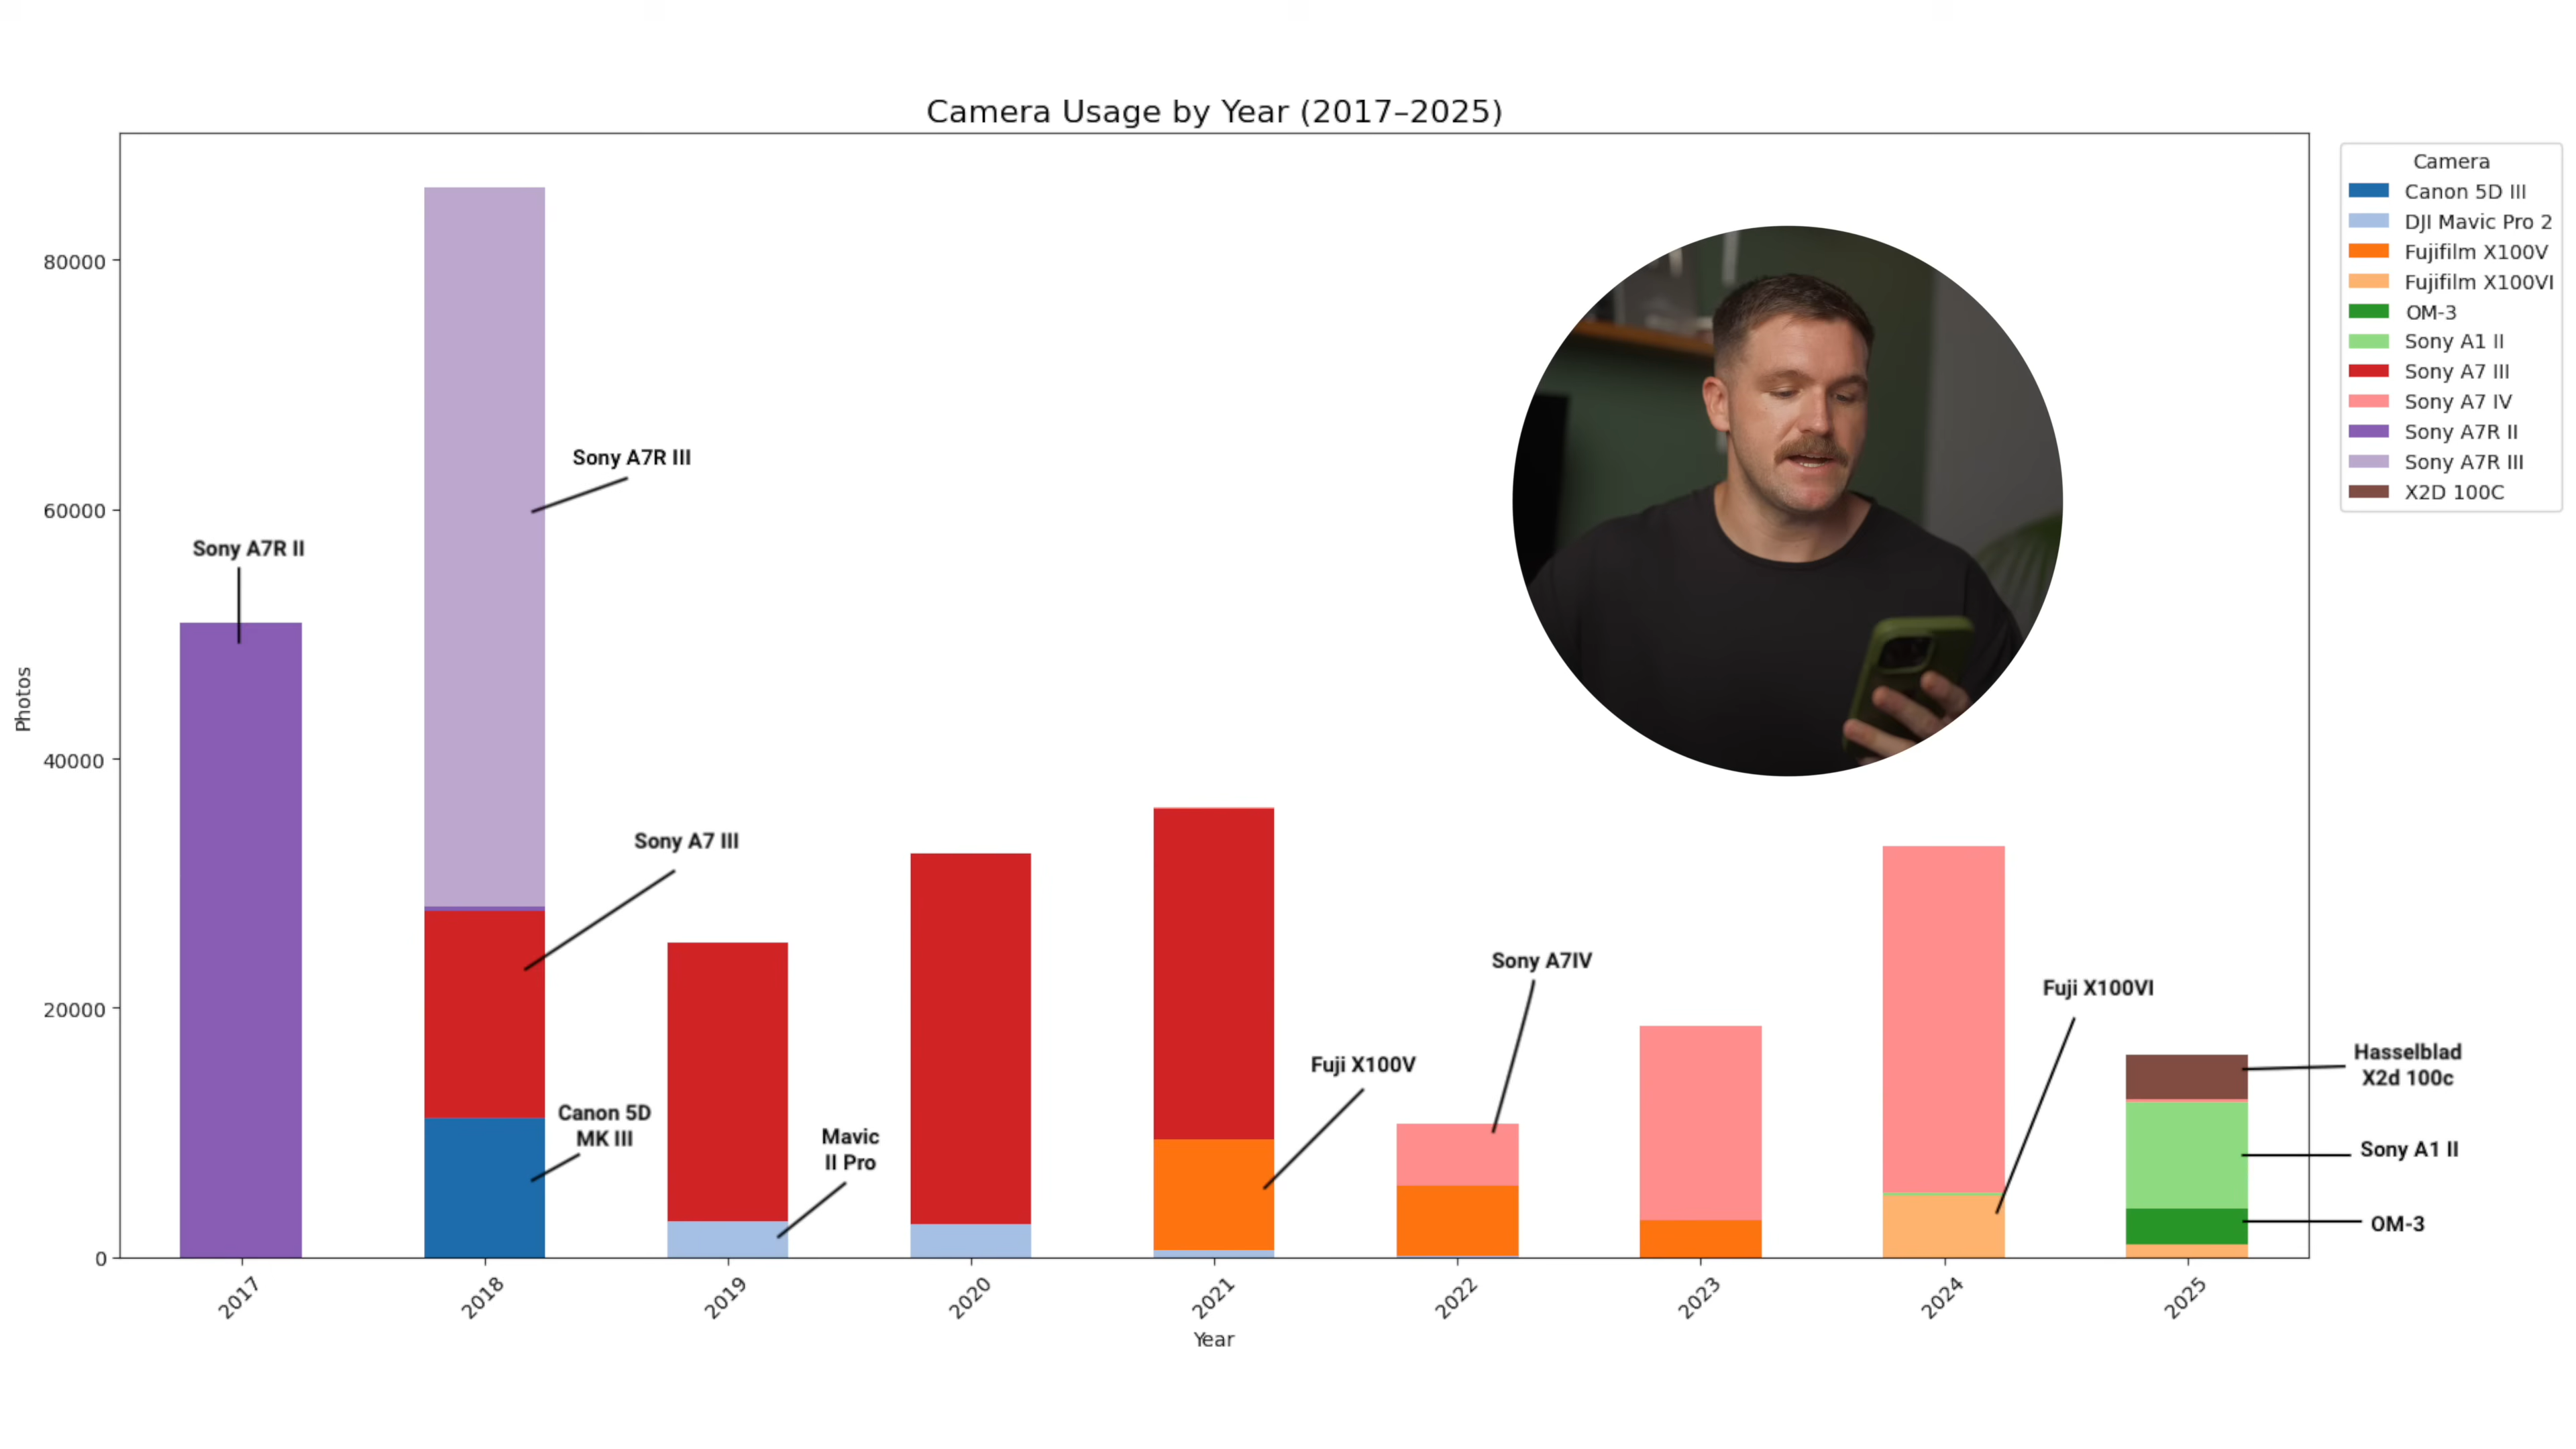 Camera Usage by Year (2017–2025)
Camera
Canon 5D III
DJI Mavic Pro 2
Fujifilm X100V
Fujifilm X100VI
OM-3
Sony A1 II
Sony A7 III
Sony A7 IV
Sony A7R II
Sony A7R III
X2D 100C
Photos
80000
60000
40000
20000
0
Sony A7R II
Sony A7R III
Sony A7 III
Canon 5D
MK III
Mavic
II Pro
Fuji X100V
Sony A7IV
Fuji X100VI
Hasselblad
X2d 100c
Sony A1 II
OM-3
2017
2018
2019
2020
2021
2022
2023
2024
2025
Year